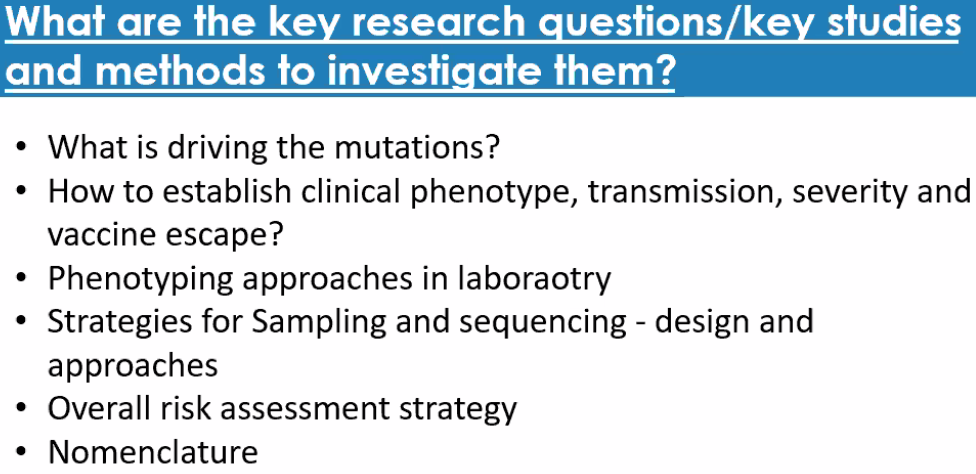 What are the key research questions/key studies
and methods to investigate them?
• What is driving the mutations?
• How to establish clinical phenotype, transmission, severity and
vaccine escape?
• Phenotyping approaches in laboraotry
• Strategies for Sampling and sequencing - design and
approaches
• Overall risk assessment strategy
• Nomenclature